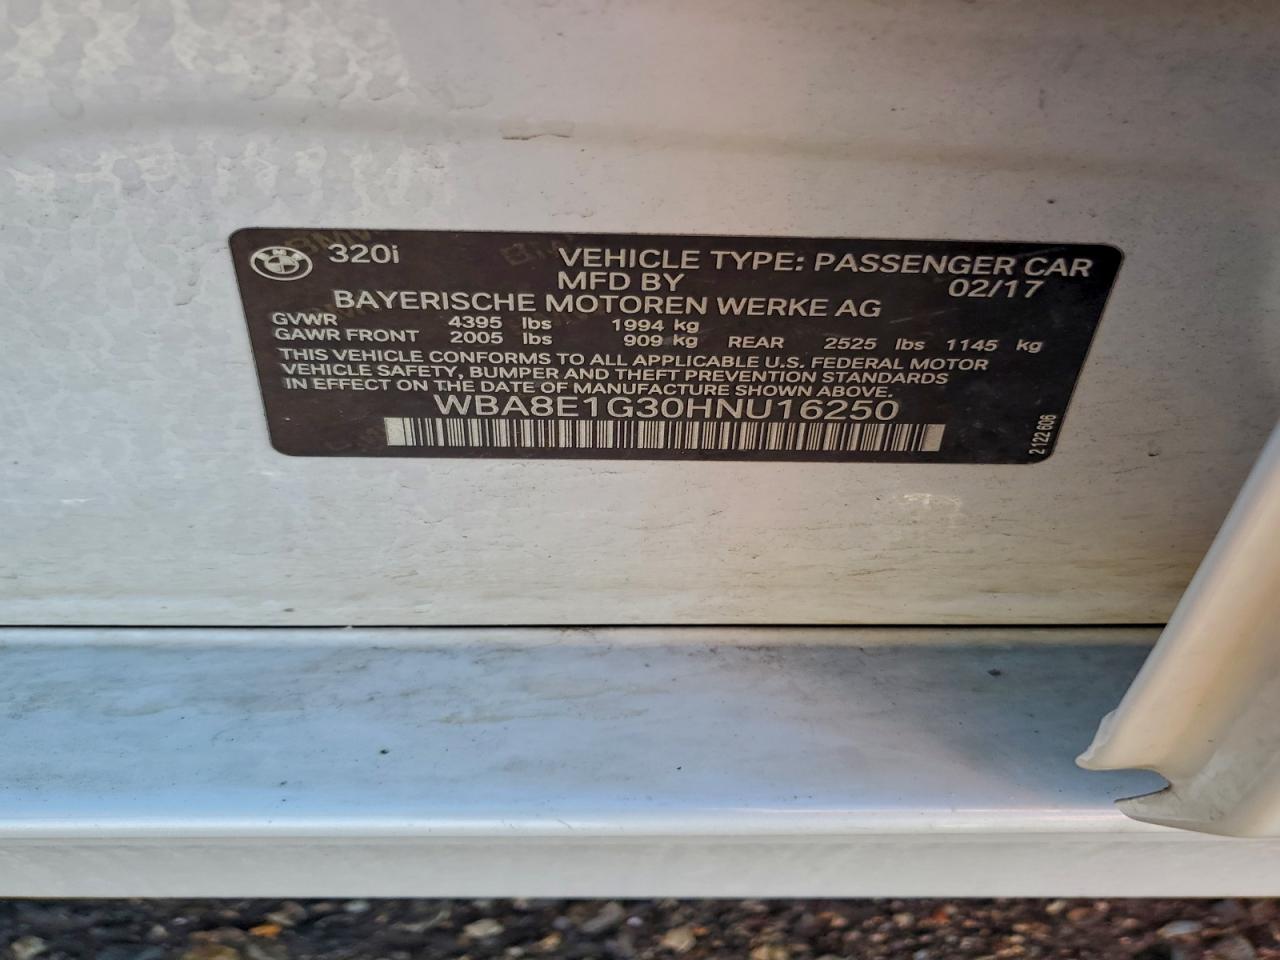 320i VEHICLE TYPE: PASSENGER CAR
MFD BY 02/17
BAYERISCHE MOTOREN WERKE AG
GVWR 4395 lbs 1994 kg
GAWR FRONT 2005 lbs 909 kg REAR 2525 lbs 1145 kg
THIS VEHICLE CONFORMS TO ALL APPLICABLE U.S. FEDERAL MOTOR
VEHICLE SAFETY, BUMPER AND THEFT PREVENTION STANDARDS
IN EFFECT ON THE DATE OF MANUFACTURE SHOWN ABOVE.
WBA8E1G30HNU16250
2 122 606